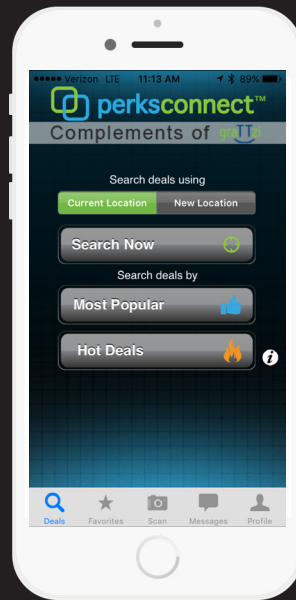 Verizon LTE 11:13 AM 89%
perksconnect™
Complements of graTTzi
Search deals using
Current Location New Location
Search Now
Search deals by
Most Popular
Hot Deals
i
Deals Favorites Scan Messages Profile